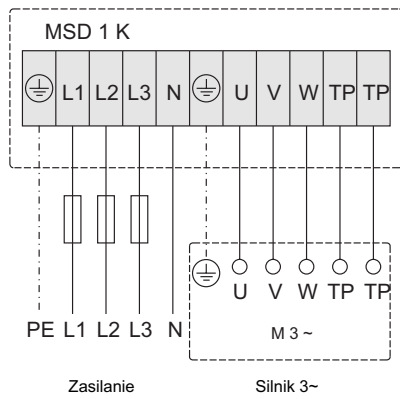 MSD 1 K
L1 L2 L3 N U V W TP TP
U V W TP TP
PE L1 L2 L3 N
M 3 ~
Zasilanie Silnik 3~